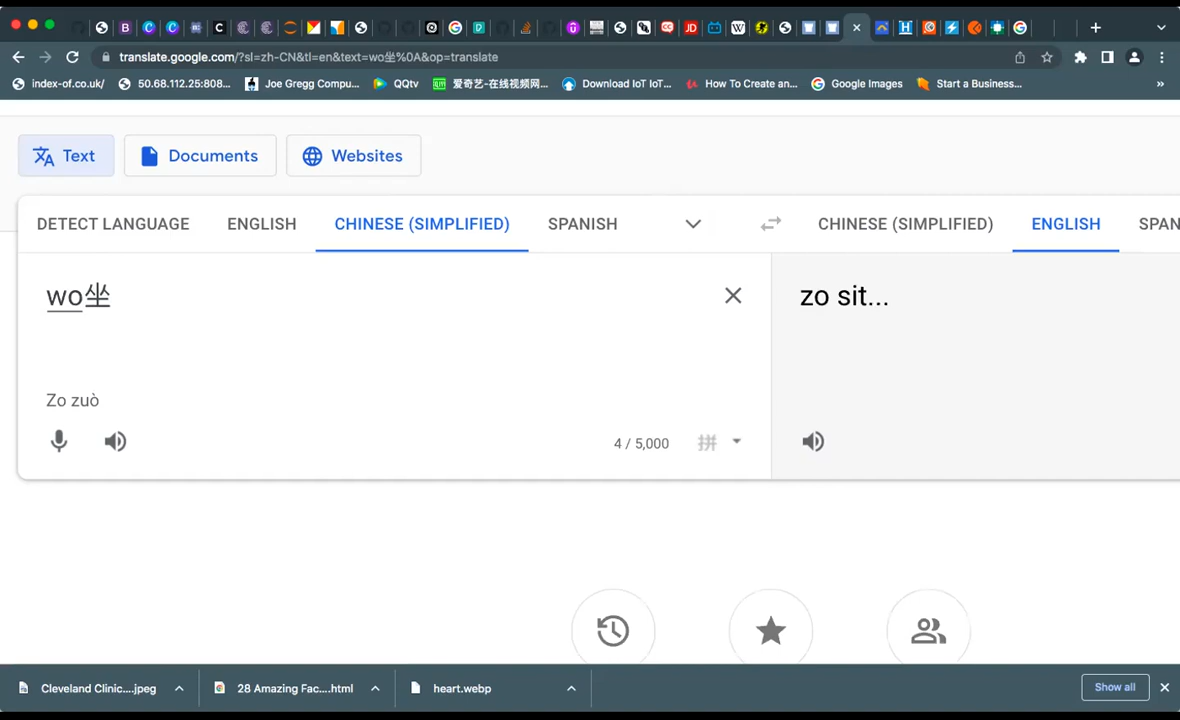 translate.google.com/?sl=zh-CN&tl=en&text=wo坐%0A&op=translate
index-of.co.uk/ 50.68.112.25:808... Joe Gregg Compu... QQtv 爱奇艺-在线视频网... Download IoT IoT... How To Create an... Google Images Start a Business... »
Text Documents Websites
DETECT LANGUAGE ENGLISH CHINESE (SIMPLIFIED) SPANISH CHINESE (SIMPLIFIED) ENGLISH SPAN
wo坐 zo sit...
Zo zuò
4 / 5,000 拼
Cleveland Clinic....jpeg 28 Amazing Fac....html heart.webp Show all